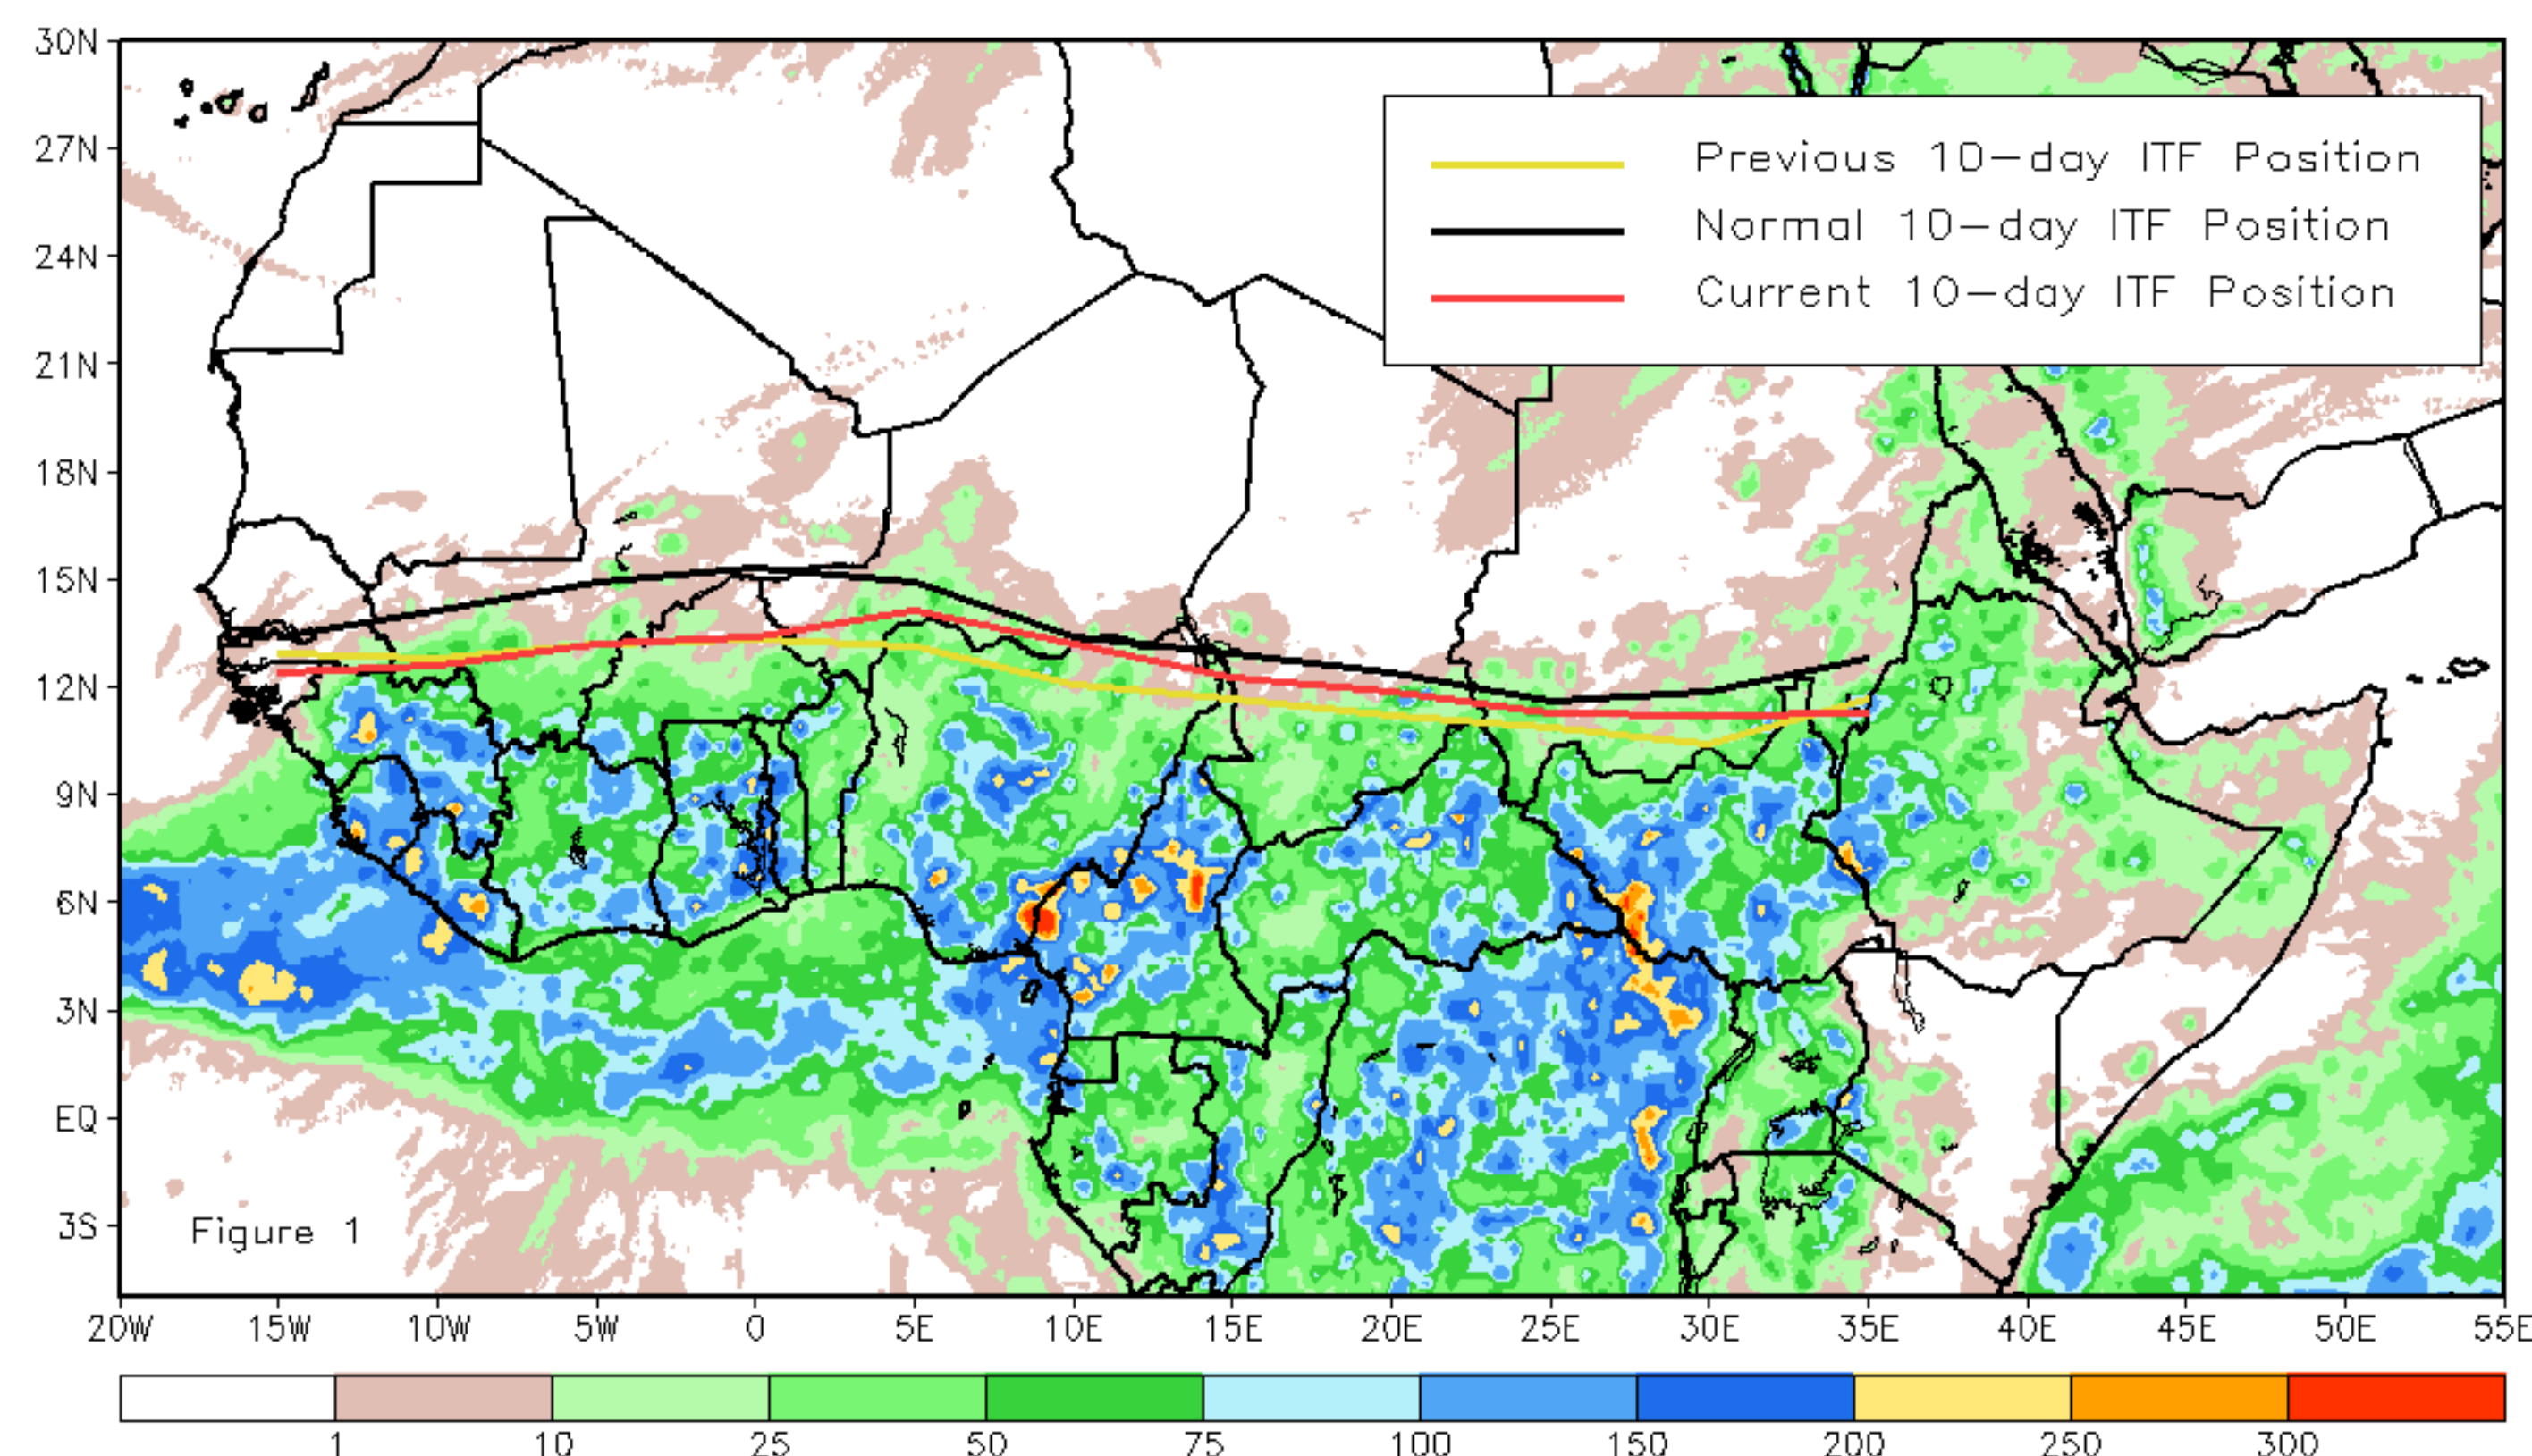 30N
27N
24N
21N
18N
15N
12N
9N
6N
3N
EQ
3S
Previous 10-day ITF Position
Normal 10-day ITF Position
Current 10-day ITF Position
Figure 1
20W 15W 10W 5W 0 5E 10E 15E 20E 25E 30E 35E 40E 45E 50E 55E
1 10 25 50 75 100 150 200 250 300